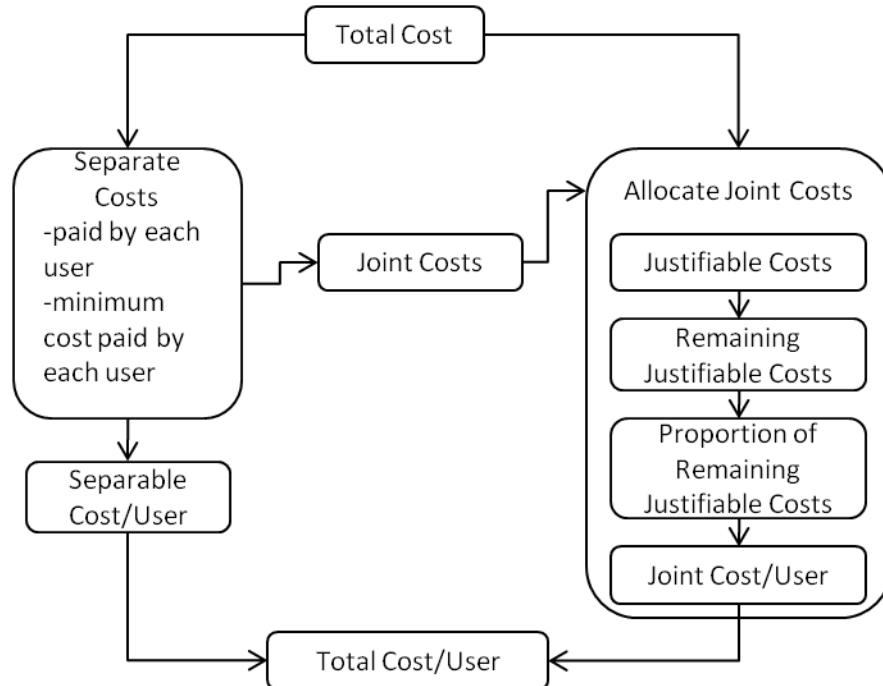 Total Cost
Separate
Costs
-paid by each
user
-minimum
cost paid by
each user
Joint Costs
Allocate Joint Costs
Justifiable Costs
Remaining
Justifiable Costs
Proportion of
Remaining
Justifiable Costs
Joint Cost/User
Separable
Cost/User
Total Cost/User